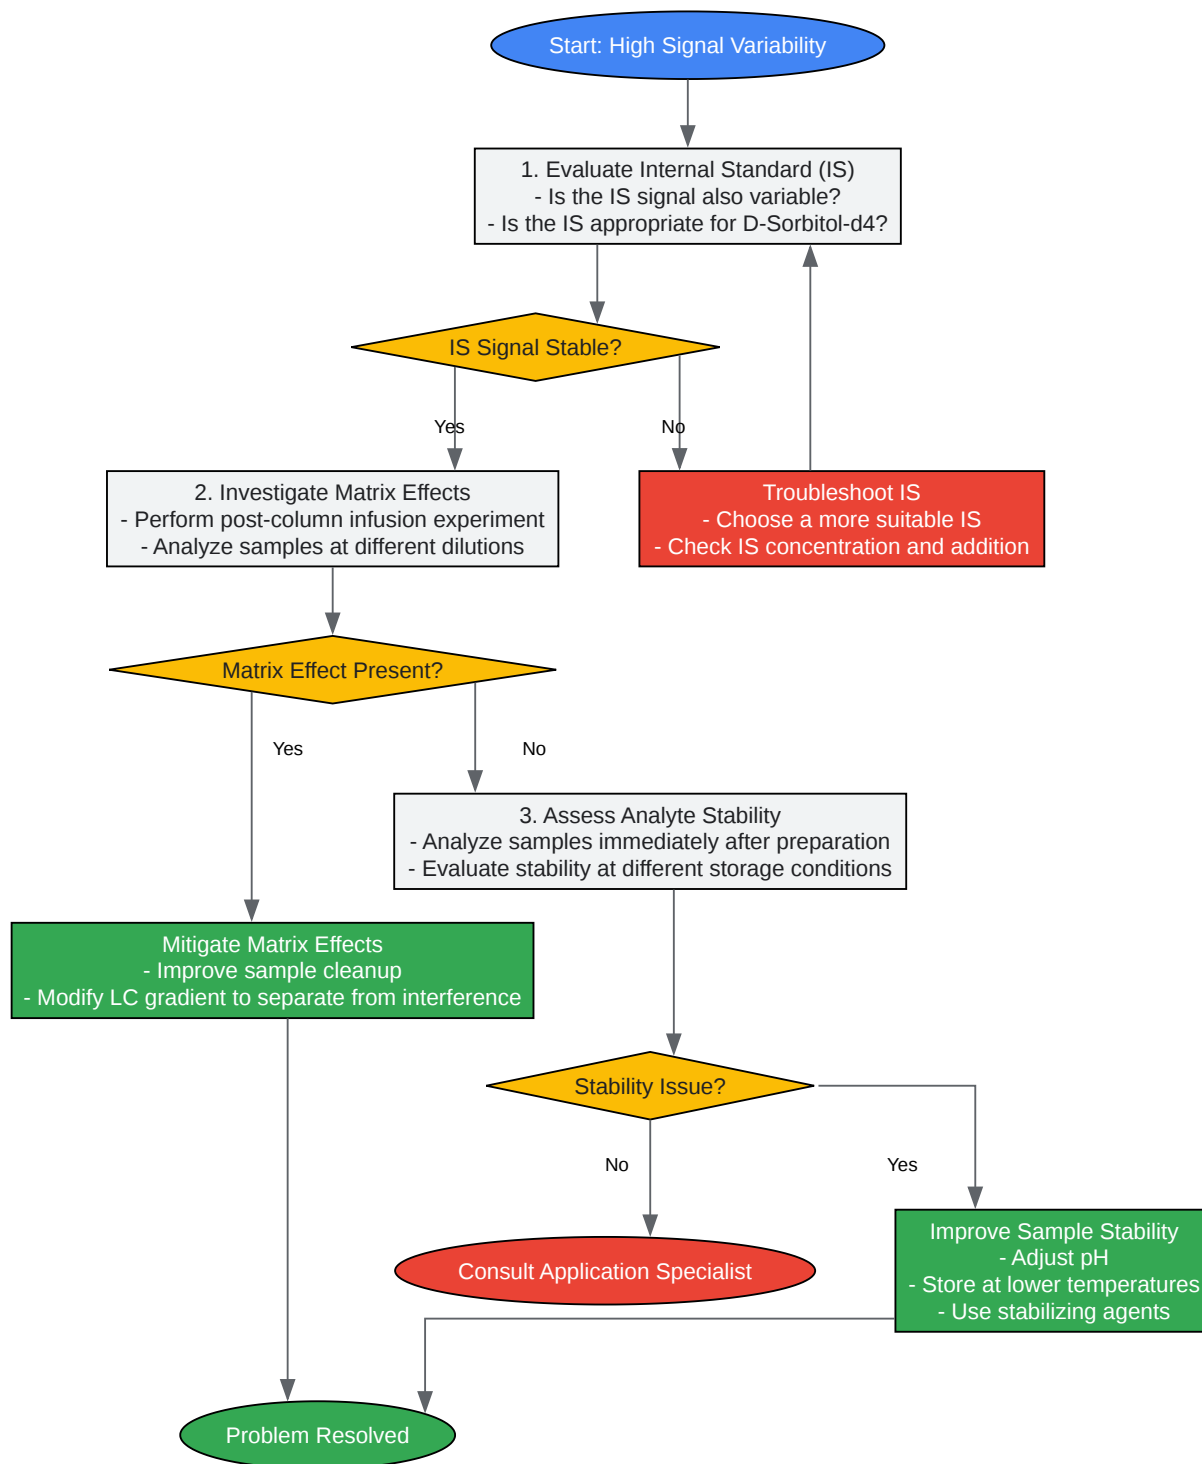 Start: High Signal Variability
1. Evaluate Internal Standard (IS)
- Is the IS signal also variable?
- Is the IS appropriate for D-Sorbitol-d4?
IS Signal Stable?
Yes
No
2. Investigate Matrix Effects
- Perform post-column infusion experiment
- Analyze samples at different dilutions
Troubleshoot IS
- Choose a more suitable IS
- Check IS concentration and addition
Matrix Effect Present?
Yes
No
3. Assess Analyte Stability
- Analyze samples immediately after preparation
- Evaluate stability at different storage conditions
Mitigate Matrix Effects
- Improve sample cleanup
- Modify LC gradient to separate from interference
Stability Issue?
No
Yes
Consult Application Specialist
Improve Sample Stability
- Adjust pH
- Store at lower temperatures
- Use stabilizing agents
Problem Resolved